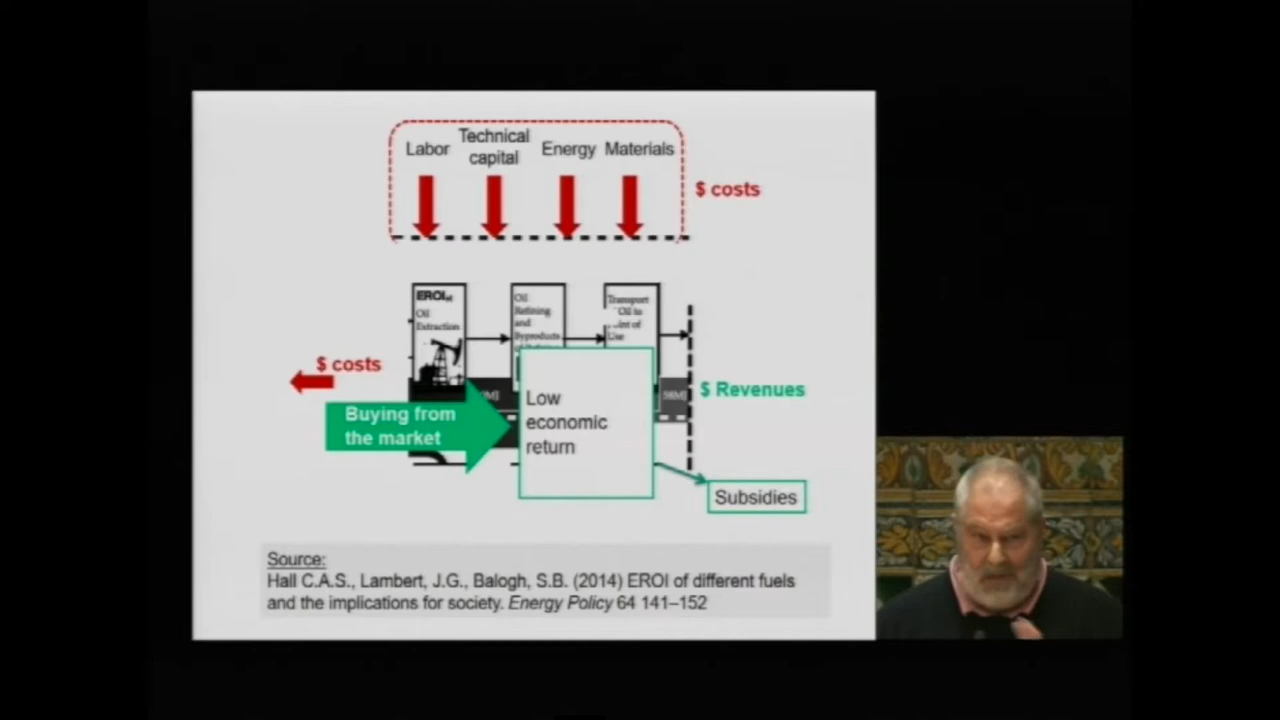 Labor
Technical
capital
Energy
Materials
$ costs
EROI
Oil
Extraction
Oil
Refining
and
Byproducts
Transport
Oil to
of
Use
$ costs
Buying from
the market
Low
economic
return
$ Revenues
Subsidies
Source:
Hall C.A.S., Lambert, J.G., Balogh, S.B. (2014) EROI of different fuels
and the implications for society. Energy Policy 64 141–152